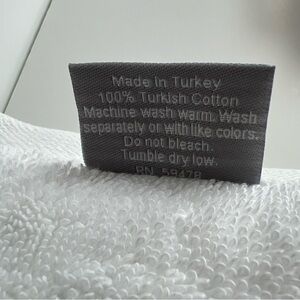 Made in Turkey
100% Turkish Cotton
Machine wash warm. Wash
separately or with like colors.
Do not bleach.
Tumble dry low.
RN 59478